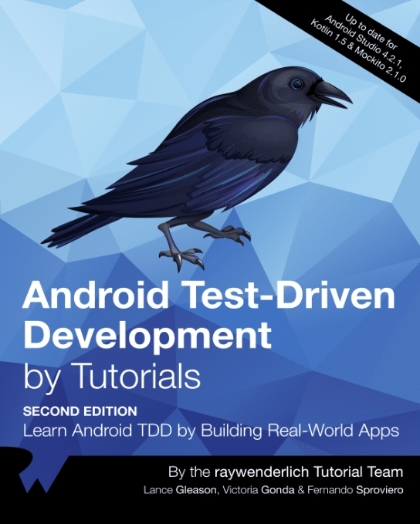 Up to date for
Android Studio 4.2.1,
Kotlin 1.5 & Mockito 2.1.0
Android Test-Driven
Development
by Tutorials
SECOND EDITION
Learn Android TDD by Building Real-World Apps
By the raywenderlich Tutorial Team
Lance Gleason, Victoria Gonda & Fernando Sproviero